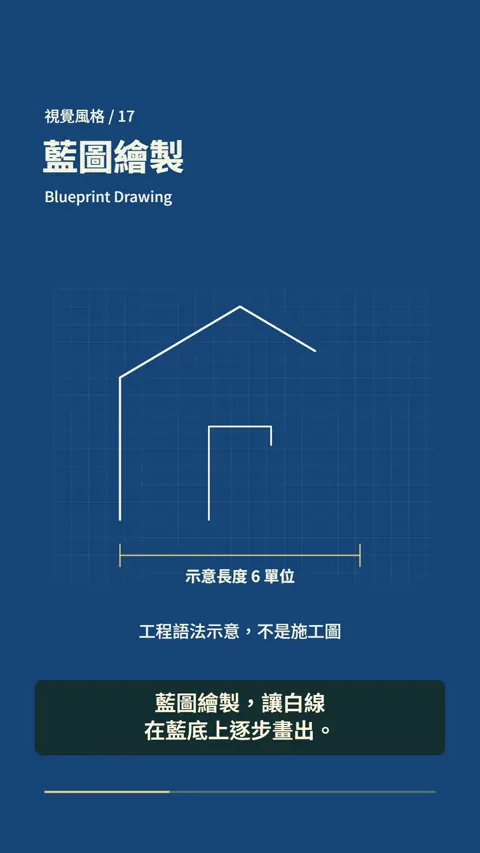 視覺風格 / 17
藍圖繪製
Blueprint Drawing
示意長度 6 單位
工程語法示意，不是施工圖
藍圖繪製，讓白線
在藍底上逐步畫出。